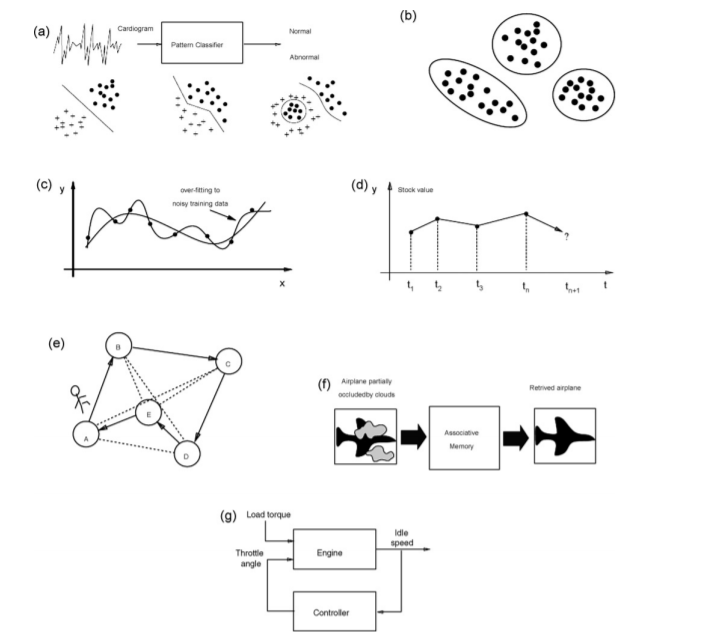 (a)
Cardiogram
Pattern Classifier
Normal
Abnormal
(b)
(c)
y
over-fitting to
noisy training data
x
(d)
y
Stock value
?
t1
t2
t3
tn
tn+1
t
(e)
B
C
E
A
D
(f)
Airplane partially
occludedby clouds
Associative
Memory
Retrived airplane
(g)
Load torque
Throttle
angle
Engine
Idle
speed
Controller